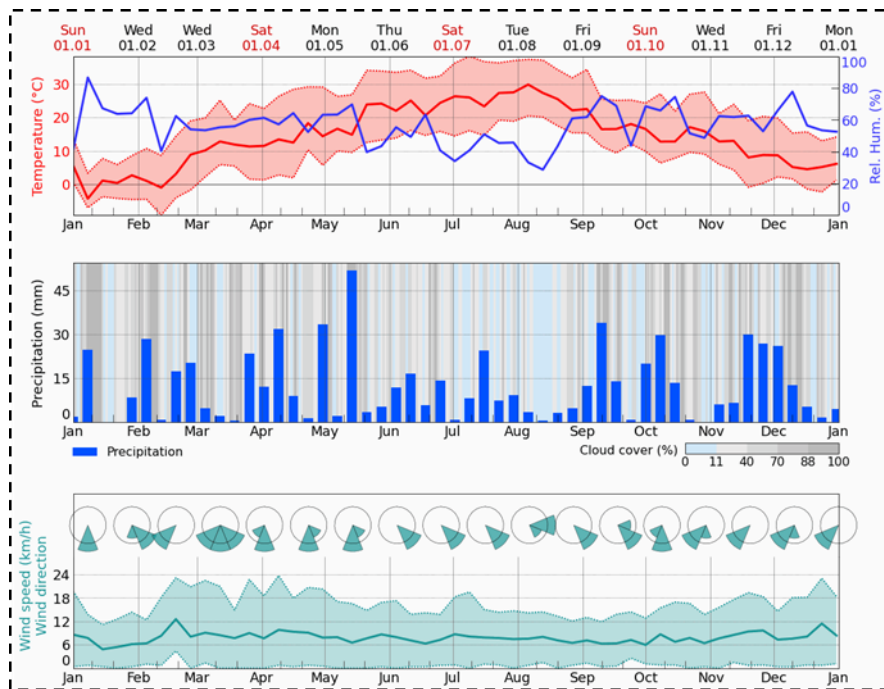 Sun Wed Wed Sat Mon Thu Sat Tue Fri Sun Wed Fri Mon
01.01 01.02 01.03 01.04 01.05 01.06 01.07 01.08 01.09 01.10 01.11 01.12 01.01
Temperature (°C)
30
20
10
0
100
80
60
40
20
0
Rel. Hum. (%)
Jan Feb Mar Apr May Jun Jul Aug Sep Oct Nov Dec Jan
Precipitation (mm)
45
30
15
0
Jan Feb Mar Apr May Jun Jul Aug Sep Oct Nov Dec Jan
Precipitation
Cloud cover (%)
0 11 40 70 88 100
Wind speed (km/h)
Wind direction
24
18
12
6
0
Jan Feb Mar Apr May Jun Jul Aug Sep Oct Nov Dec Jan